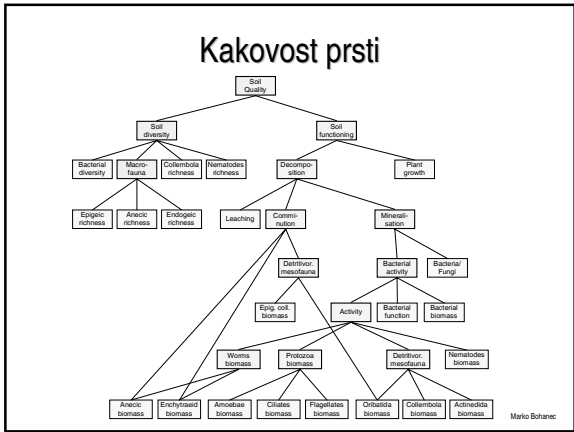 Kakovost prsti
Soil
Quality
Soil
diversity
Soil
functioning
Bacterial
diversity
Macro-
fauna
Collembola
richness
Nematodes
richness
Decompo-
sition
Plant
growth
Epigeic
richness
Anecic
richness
Endogeic
richness
Leaching
Commi-
nution
Minerali-
sation
Detritivor.
mesofauna
Bacterial
activity
Bacteria/
Fungi
Epig. coll.
biomass
Activity
Bacterial
function
Bacterial
biomass
Worms
biomass
Protozoa
biomass
Detritivor.
mesofauna
Nematodes
biomass
Anecic
biomass
Enchytraeid
biomass
Amoebae
biomass
Ciliates
biomass
Flagellates
biomass
Oribatida
biomass
Collembola
biomass
Actinedida
biomass
Marko Bohanec